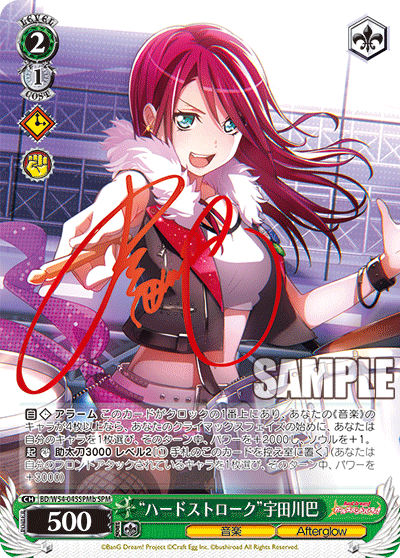 LEVEL
2
1
COST
SAMPLE
自 アラーム このカードがクロックの1番上にあり、あなたの《音楽》の
キャラが4枚以上なら、あなたのクライマックスフェイズの始めに、あなたは
自分のキャラを1枚選び、そのターン中、パワーを+2000し、ソウルを+1。
起 助太刀3000 レベル2 [① 手札のこのカードを控え室に置く] (あなたは
自分のフロントアタックされているキャラを1枚選び、そのターン中、パワーを
+3000)
CH BD/W54-045SPMb SPM
500
"ハードストローク"宇田川巴
音楽
Afterglow
©BanG Dream! Project ©Craft Egg Inc. ©bushiroad All Rights Reserved.